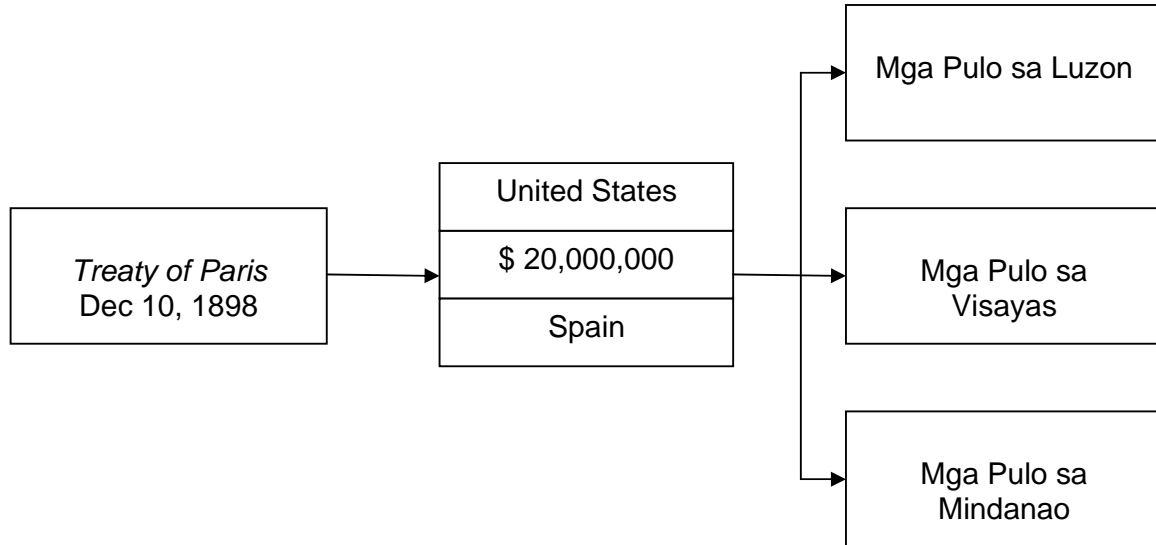 Treaty of Paris
Dec 10, 1898
United States
$ 20,000,000
Spain
Mga Pulo sa Luzon
Mga Pulo sa
Visayas
Mga Pulo sa
Mindanao